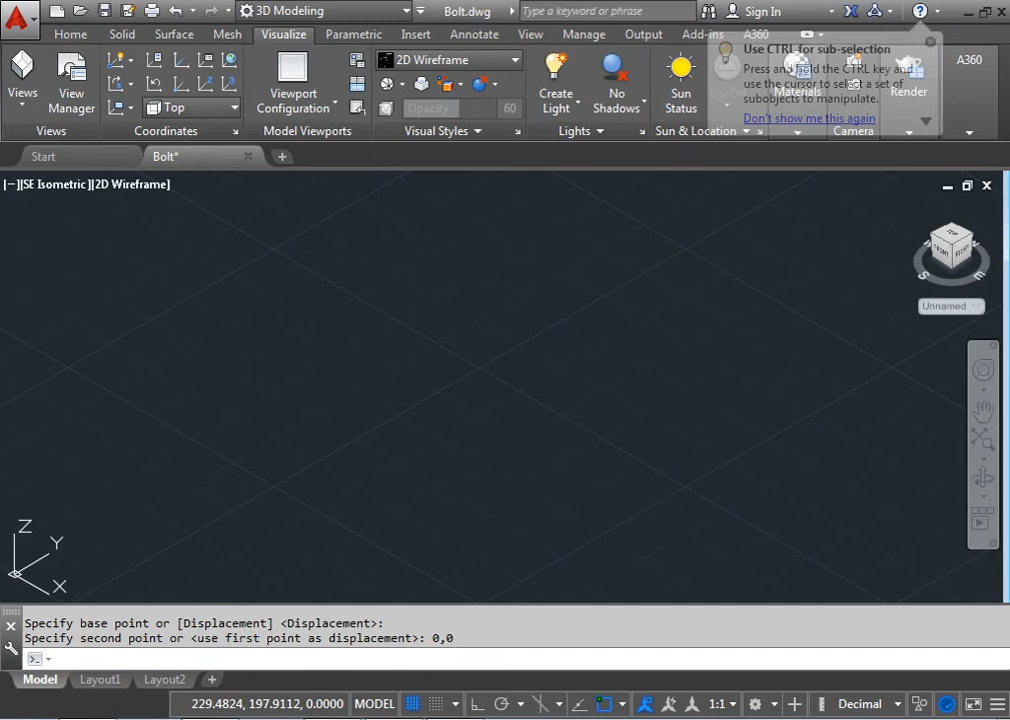 3D Modeling
Bolt.dwg
Type a keyword or phrase
Sign In
Home
Solid
Surface
Mesh
Visualize
Parametric
Insert
Annotate
View
Manage
Output
Add-ins
A360
Use CTRL for sub-selection
Press and hold the CTRL key and
use the cursor to select a set of
subobjects to manipulate.
Don't show me this again
Views
View
Manager
Top
Viewport
Configuration
2D Wireframe
Opacity
60
Create
Light
No
Shadows
Sun
Status
Materials
Render
A360
Views
Coordinates
Model Viewports
Visual Styles
Lights
Sun & Location
Camera
Start
Bolt*
[−][SE Isometric][2D Wireframe]
TOP
FRONT
RIGHT
S
E
Unnamed
Z
Y
X
Specify base point or [Displacement] <Displacement>:
Specify second point or <use first point as displacement>: 0,0
Model
Layout1
Layout2
229.4824, 197.9112, 0.0000
MODEL
1:1
Decimal